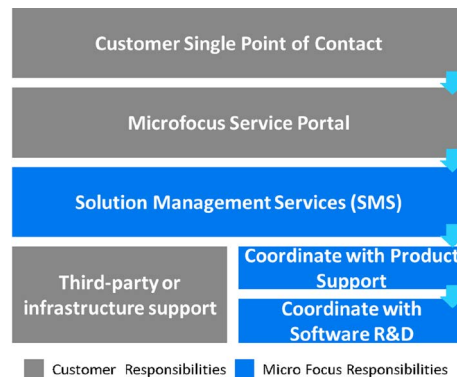 Customer Single Point of Contact
Microfocus Service Portal
Solution Management Services (SMS)
Third-party or
infrastructure support
Coordinate with Product
Support
Coordinate with
Software R&D
Customer Responsibilities
Micro Focus Responsibilities